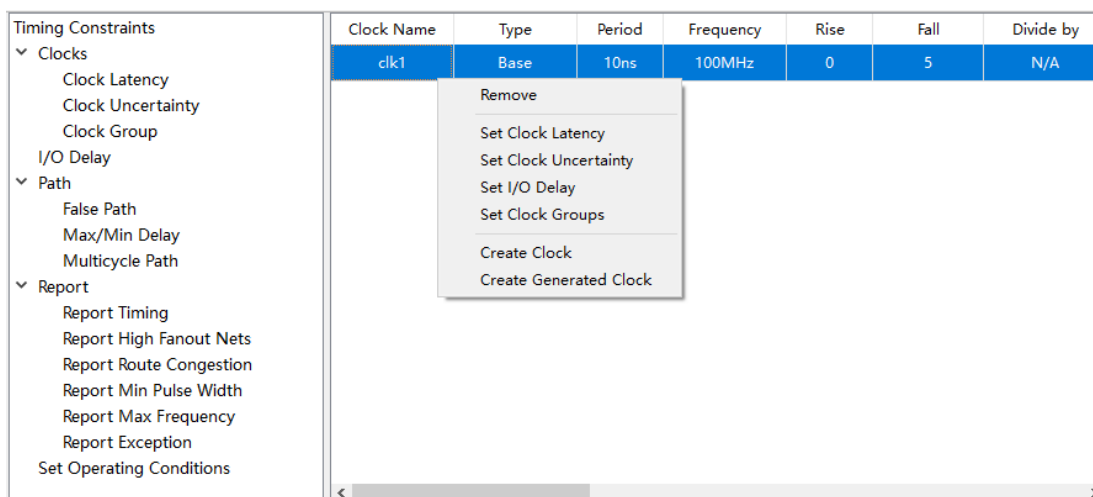 Timing Constraints
Clocks
Clock Latency
Clock Uncertainty
Clock Group
I/O Delay
Path
False Path
Max/Min Delay
Multicycle Path
Report
Report Timing
Report High Fanout Nets
Report Route Congestion
Report Min Pulse Width
Report Max Frequency
Report Exception
Set Operating Conditions
Clock Name Type Period Frequency Rise Fall Divide by
clk1 Base 10ns 100MHz 0 5 N/A
Remove
Set Clock Latency
Set Clock Uncertainty
Set I/O Delay
Set Clock Groups
Create Clock
Create Generated Clock